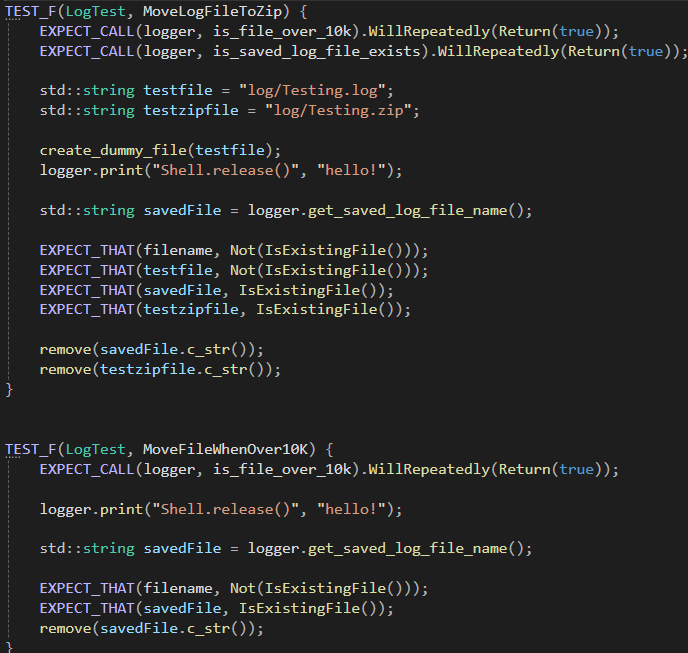 TEST_F(LogTest, MoveLogFileToZip) {
    EXPECT_CALL(logger, is_file_over_10k).WillRepeatedly(Return(true));
    EXPECT_CALL(logger, is_saved_log_file_exists).WillRepeatedly(Return(true));

    std::string testfile = "log/Testing.log";
    std::string testzipfile = "log/Testing.zip";

    create_dummy_file(testfile);
    logger.print("Shell.release()", "hello!");

    std::string savedFile = logger.get_saved_log_file_name();

    EXPECT_THAT(filename, Not(IsExistingFile()));
    EXPECT_THAT(testfile, Not(IsExistingFile()));
    EXPECT_THAT(savedFile, IsExistingFile());
    EXPECT_THAT(testzipfile, IsExistingFile());

    remove(savedFile.c_str());
    remove(testzipfile.c_str());
}


TEST_F(LogTest, MoveFileWhenOver10K) {
    EXPECT_CALL(logger, is_file_over_10k).WillRepeatedly(Return(true));

    logger.print("Shell.release()", "hello!");

    std::string savedFile = logger.get_saved_log_file_name();

    EXPECT_THAT(filename, Not(IsExistingFile()));
    EXPECT_THAT(savedFile, IsExistingFile());
    remove(savedFile.c_str());
}